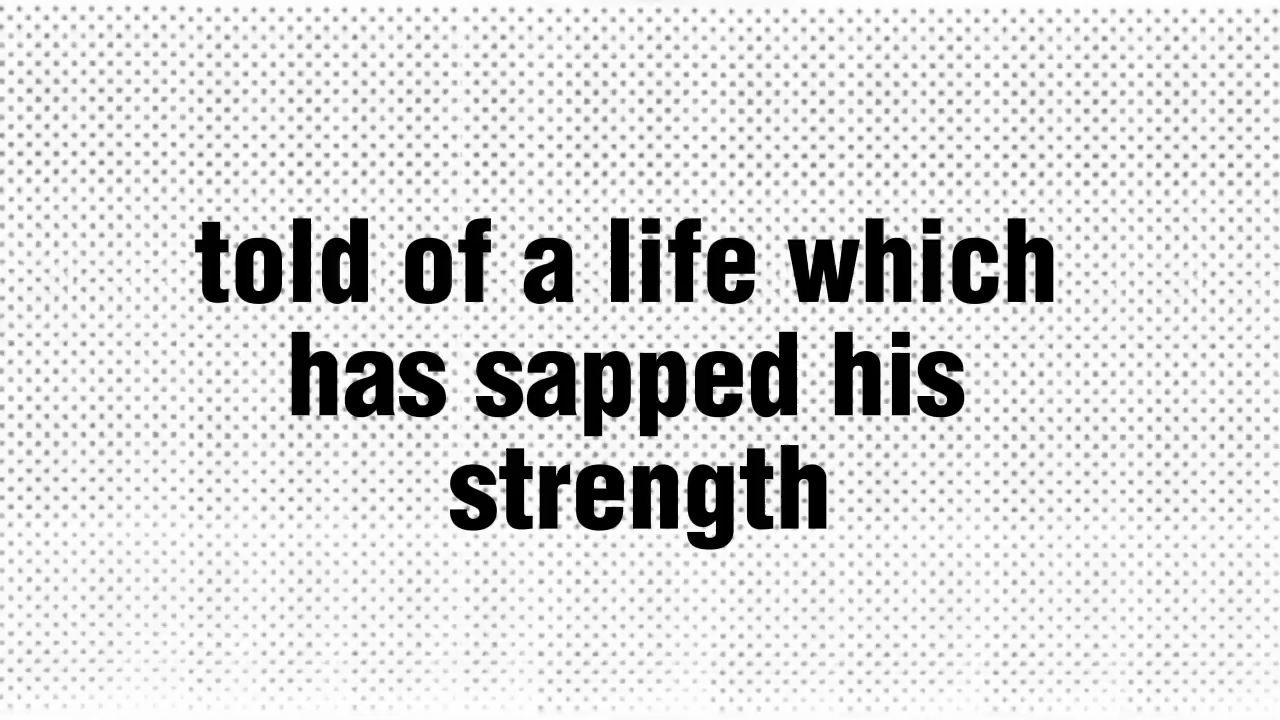 told of a life which
has sapped his
strength